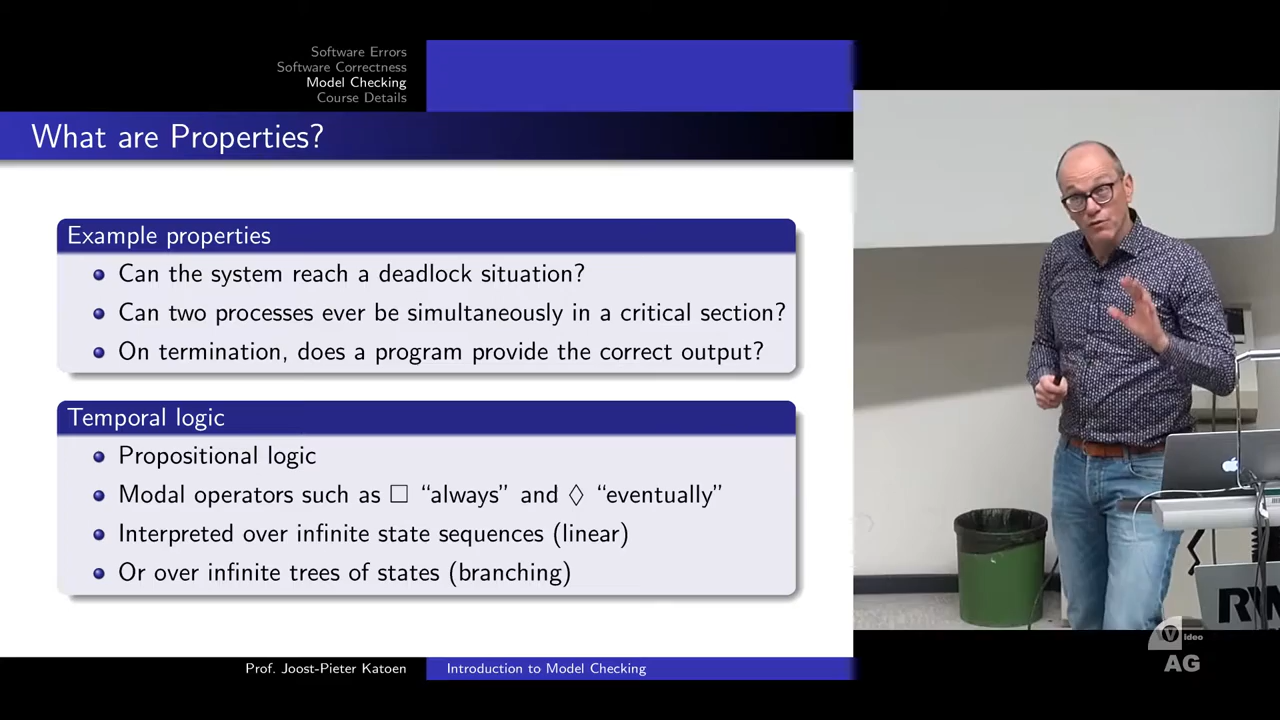 Software Errors
Software Correctness
Model Checking
Course Details
What are Properties?
Example properties
Can the system reach a deadlock situation?
Can two processes ever be simultaneously in a critical section?
On termination, does a program provide the correct output?
Temporal logic
Propositional logic
Modal operators such as □ “always” and ◊ “eventually”
Interpreted over infinite state sequences (linear)
Or over infinite trees of states (branching)
Prof. Joost-Pieter Katoen
Introduction to Model Checking
Video
AG